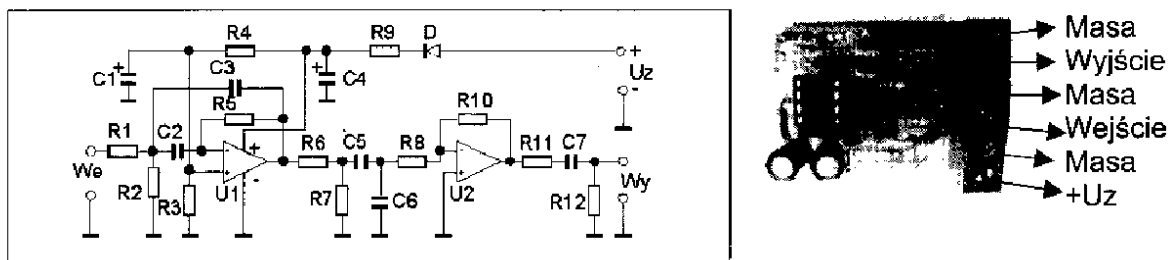 R4 R9 D +
C1 + C3 + C4 Uz
R5 R10 -
R1 C2 R6 C5 R8 R11 C7
We + + + Wy
R2 R3 U1 - R7 C6 U2 R12
Masa
Wyjście
Masa
Wejście
Masa
+Uz